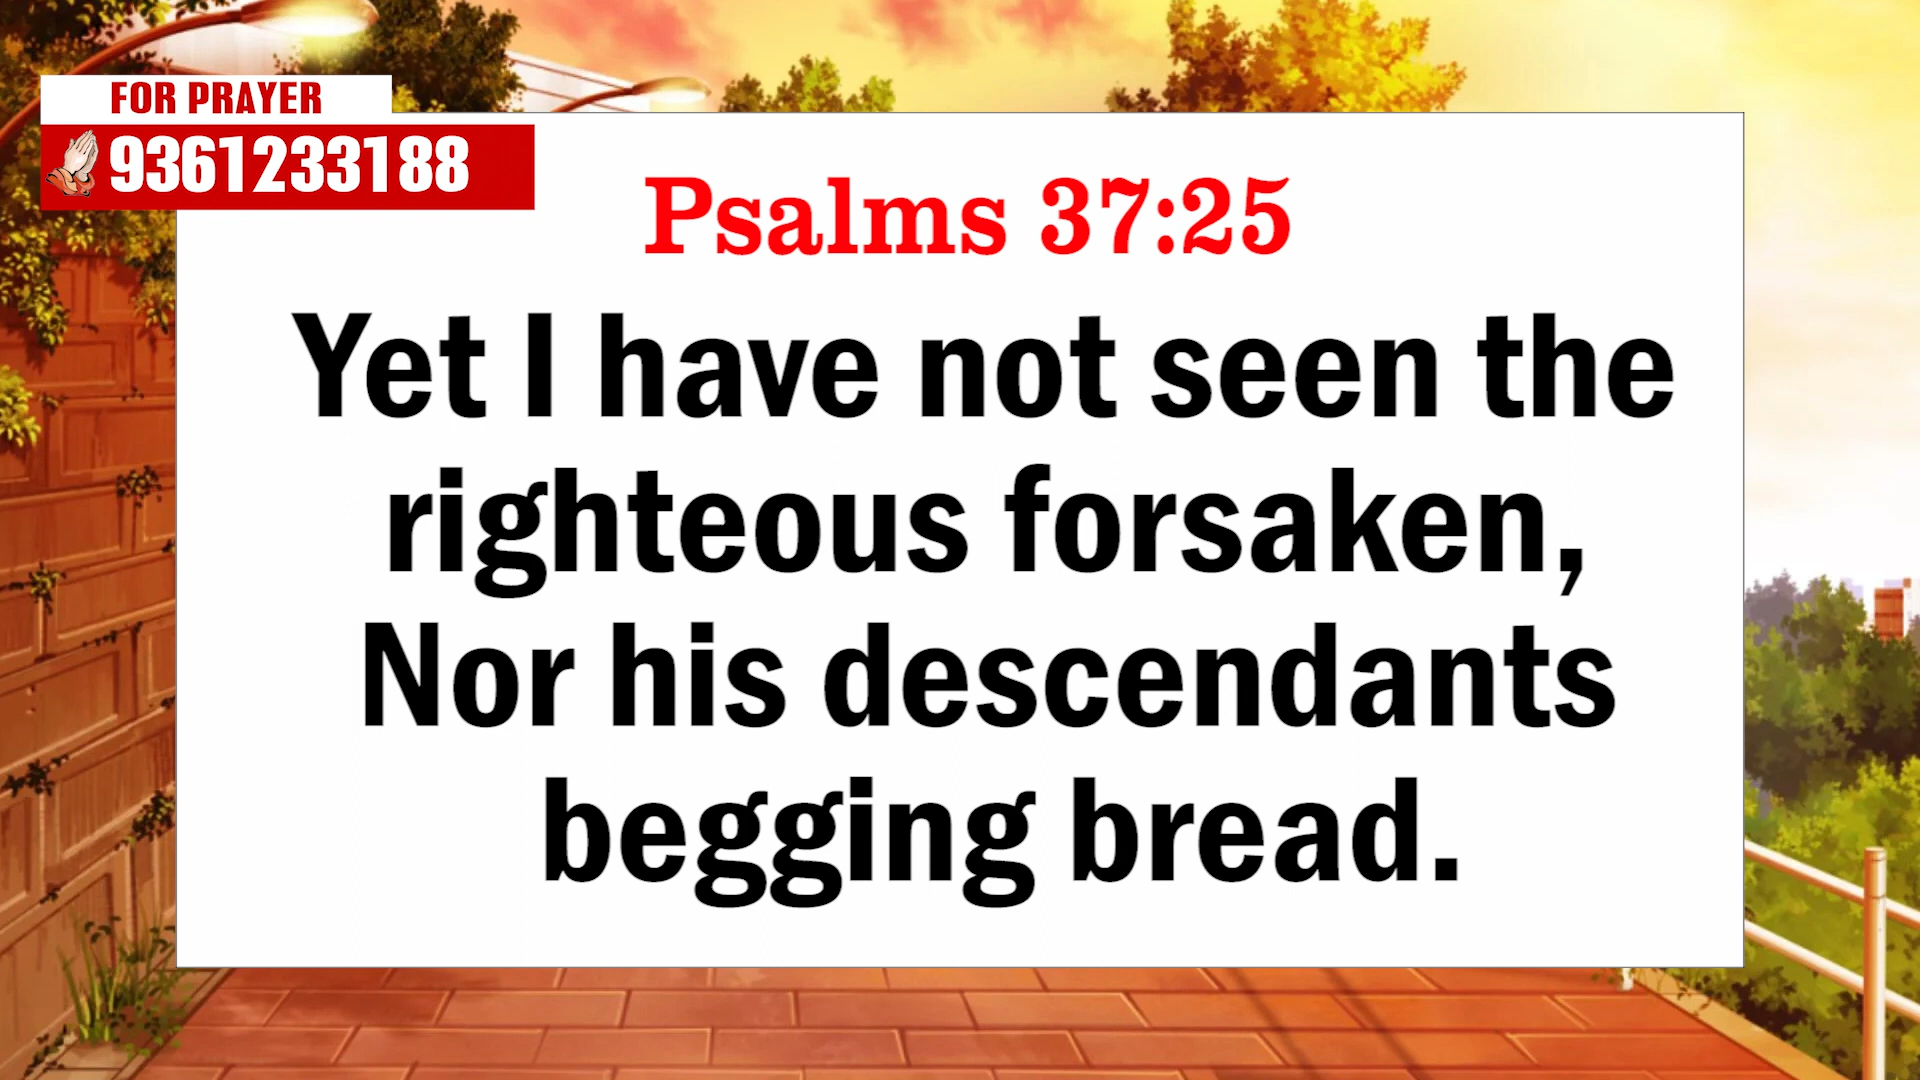 FOR PRAYER
9361233188
Psalms 37:25
Yet I have not seen the
righteous forsaken,
Nor his descendants
begging bread.